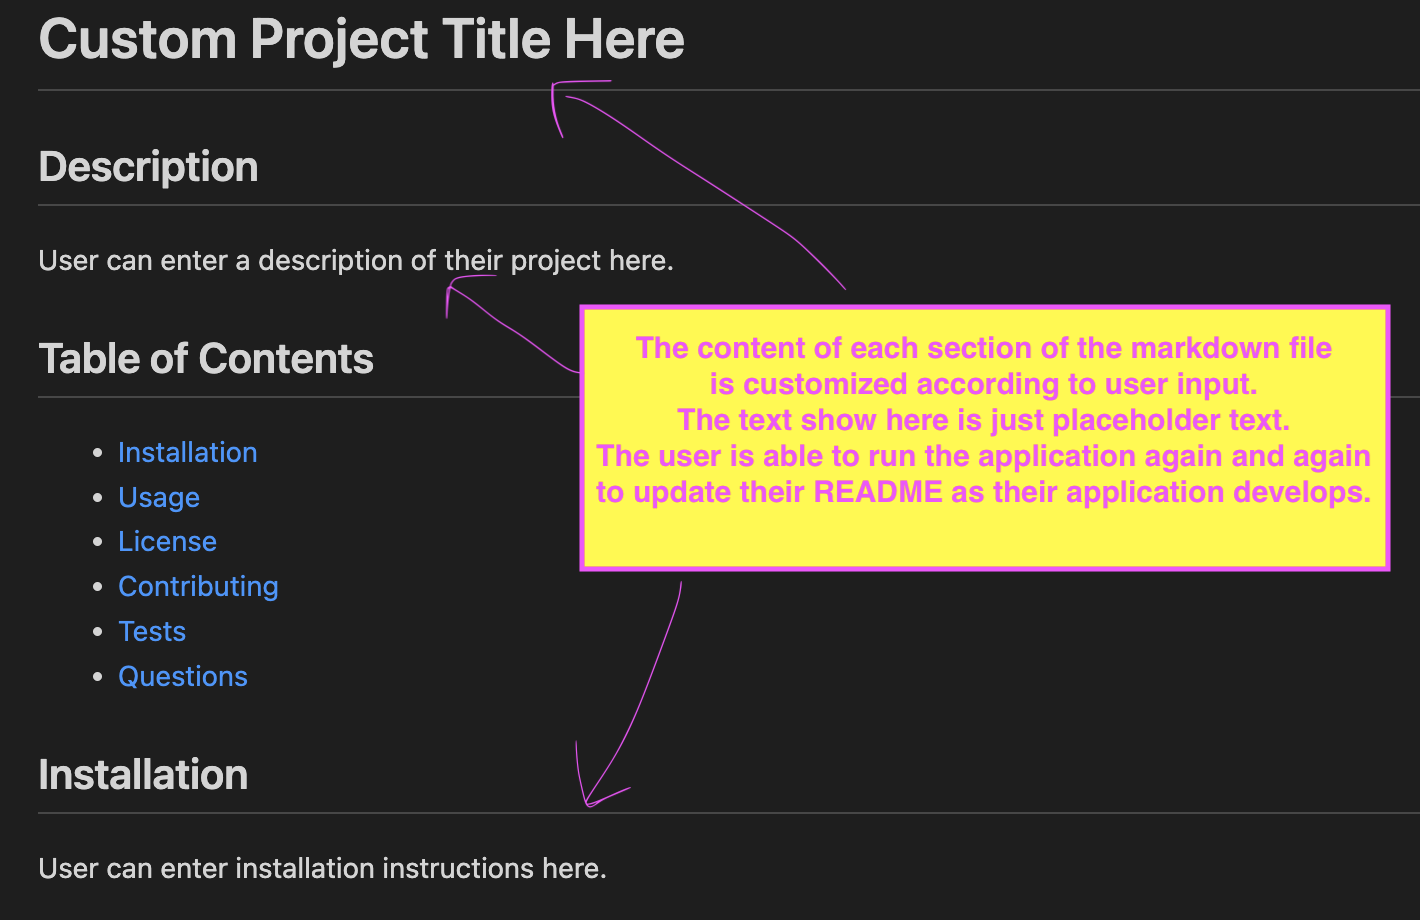 Custom Project Title Here
Description
User can enter a description of their project here.
Table of Contents
Installation
Usage
License
Contributing
Tests
Questions
The content of each section of the markdown file
is customized according to user input.
The text show here is just placeholder text.
The user is able to run the application again and again
to update their README as their application develops.
Installation
User can enter installation instructions here.